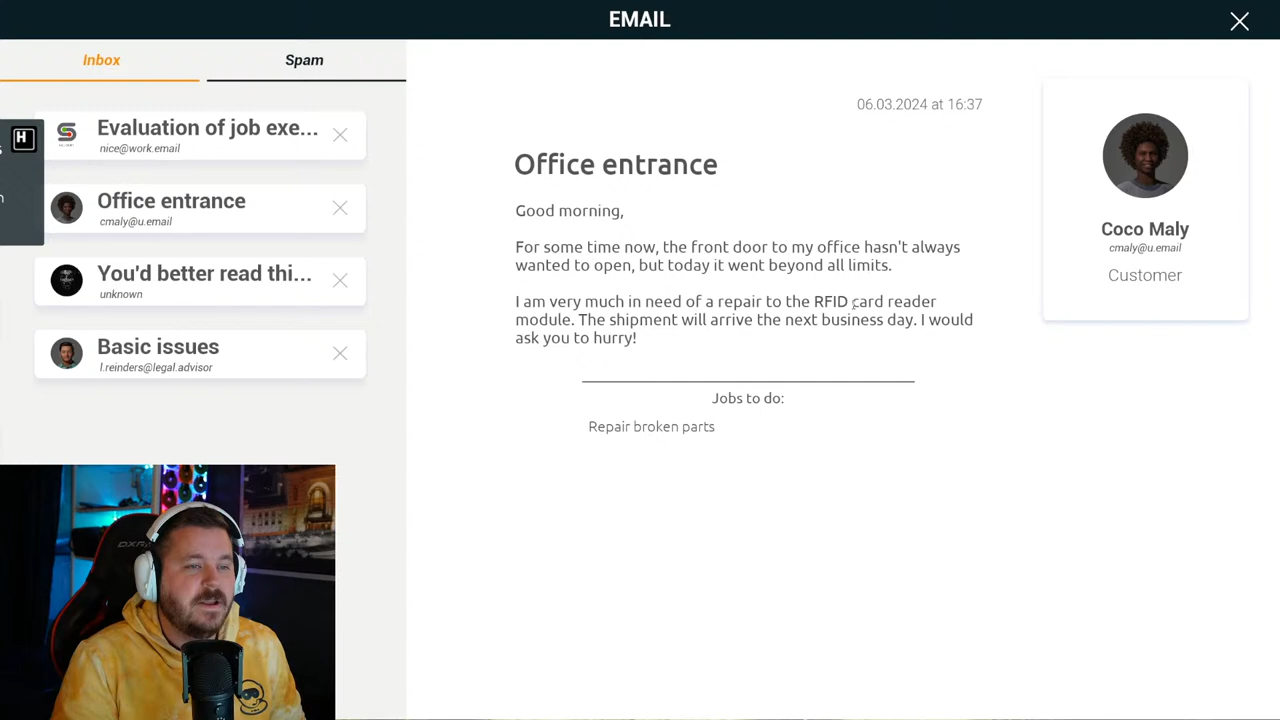 EMAIL
Inbox
Spam
H
Evaluation of job exe...
nice@work.email
Office entrance
cmaly@u.email
You'd better read thi...
unknown
Basic issues
l.reinders@legal.advisor
06.03.2024 at 16:37
Office entrance
Good morning,
For some time now, the front door to my office hasn't always
wanted to open, but today it went beyond all limits.
I am very much in need of a repair to the RFID card reader
module. The shipment will arrive the next business day. I would
ask you to hurry!
Jobs to do:
Repair broken parts
Coco Maly
cmaly@u.email
Customer